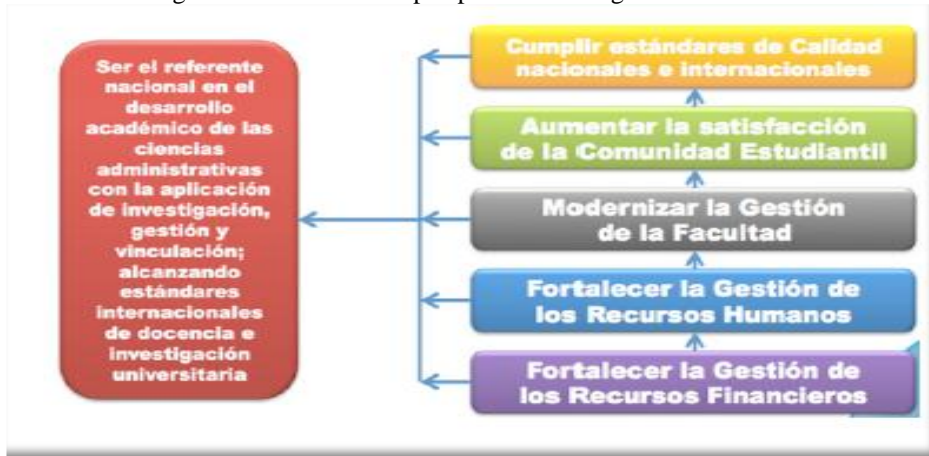 Ser el referente
nacional en el
desarrollo
académico de las
ciencias
administrativas
con la aplicación
de investigación,
gestión y
vinculación;
alcanzando
estándares
internacionales
de docencia e
investigación
universitaria
Cumplir estándares de Calidad
nacionales e internacionales
Aumentar la satisfacción
de la Comunidad Estudiantil
Modernizar la Gestión
de la Facultad
Fortalecer la Gestión de
los Recursos Humanos
Fortalecer la Gestión de
los Recursos Financieros